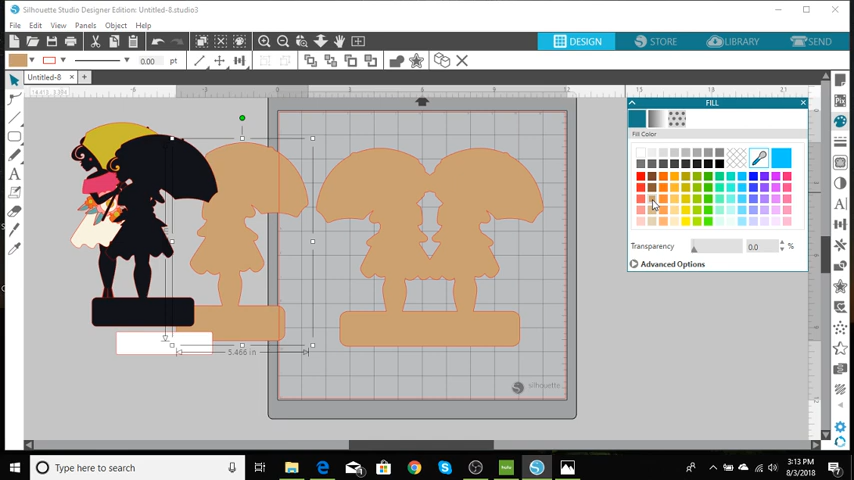 Silhouette Studio Designer Edition: Untitled-8.studio3
File Edit View Panels Object Help
DESIGN STORE LIBRARY SEND
0.00 pt
Untitled-8
FILL
Fill Color
Transparency 0.0 %
Advanced Options
5.466 in
silhouette
Type here to search
hulu
3:13 PM
8/3/2018